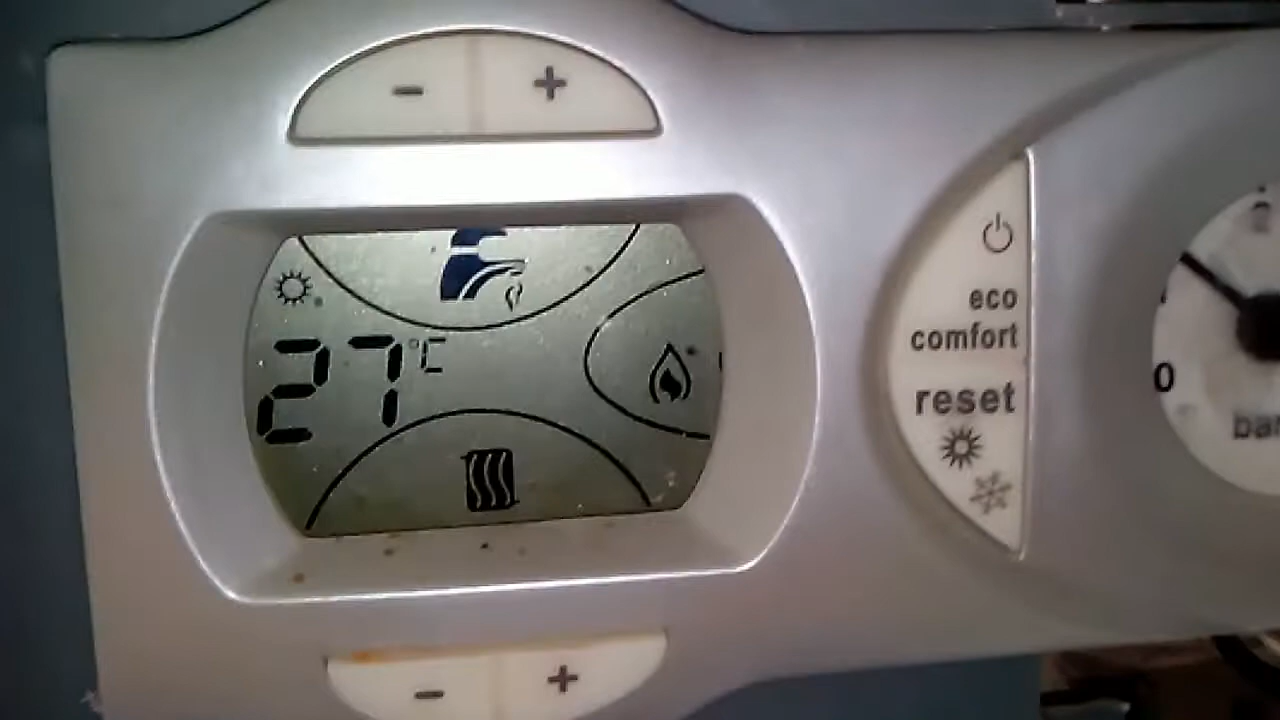 - +
27°C
eco
comfort
reset
0
- +